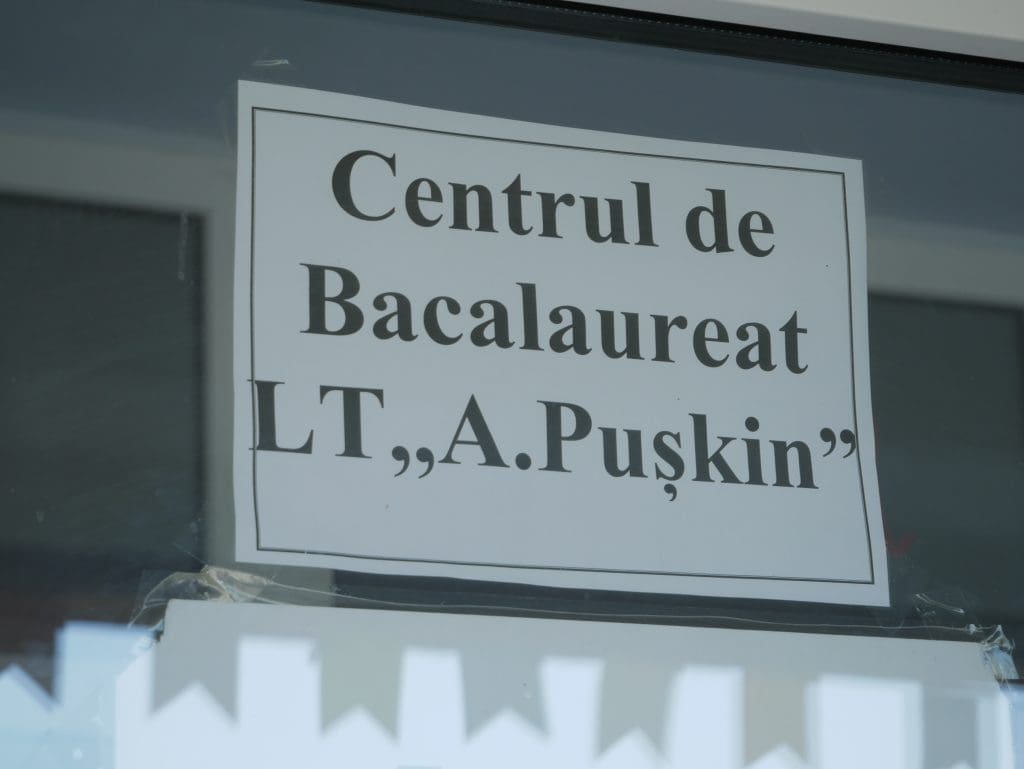 Centrul de
Bacalaureat
LT„A.Pușkin”